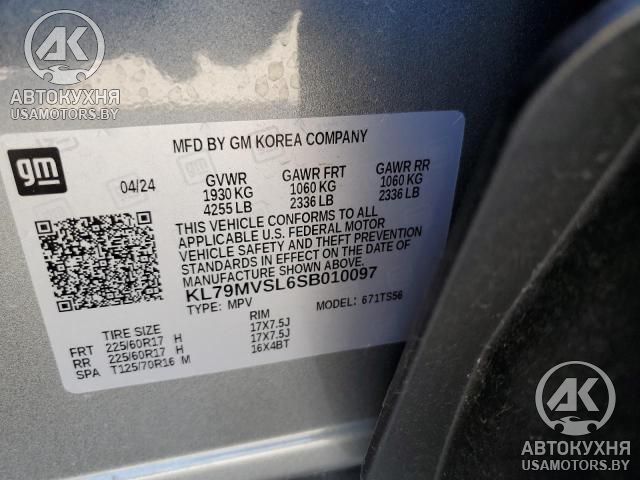 АК
АВТОКУХНЯ
USAMOTORS.BY
gm
MFD BY GM KOREA COMPANY
04/24
GVWR GAWR FRT GAWR RR
1930 KG 1060 KG 1060 KG
4255 LB 2336 LB 2336 LB
THIS VEHICLE CONFORMS TO ALL
APPLICABLE U.S. FEDERAL MOTOR
VEHICLE SAFETY AND THEFT PREVENTION
STANDARDS IN EFFECT ON THE DATE OF
MANUFACTURE SHOWN ABOVE.
KL79MVSL6SB010097
TYPE: MPV MODEL: 671TS56
TIRE SIZE RIM
FRT 225/60R17 H 17X7.5J
RR 225/60R17 H 17X7.5J
SPA T125/70R16 M 16X4BT
АК
АВТОКУХНЯ
USAMOTORS.BY